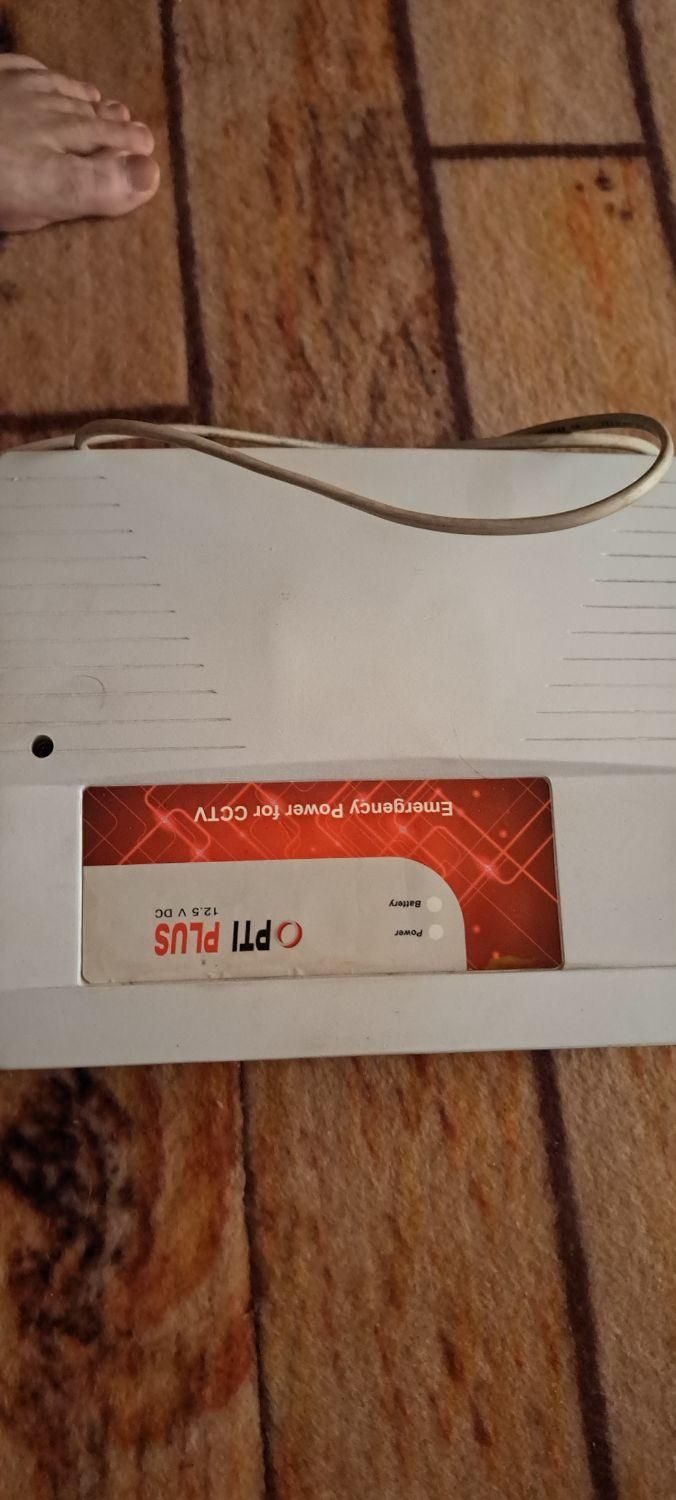 Power
Battery
OPTI PLUS
12.5 V DC
Emergency Power for CCTV